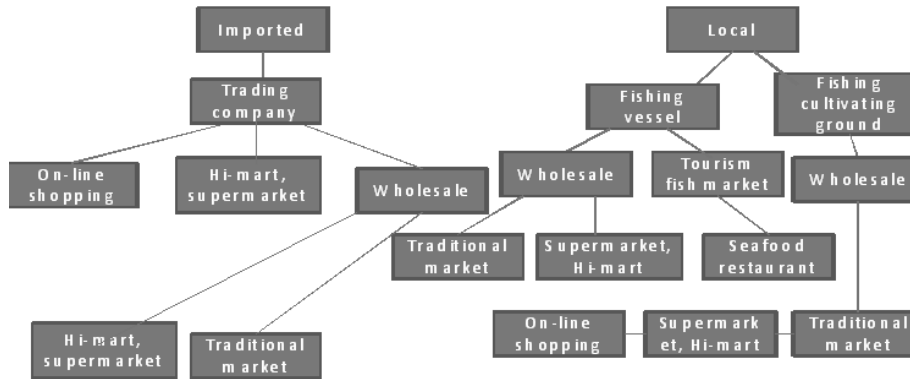 Imported
Local
Trading
company
Fishing
vessel
Fishing
cultivating
ground
On-line
shopping
Hi-mart,
supermarket
Wholesale
Wholesale
Tourism
fish market
Wholesale
Traditional
market
Supermarket,
Hi-mart
Seafood
restaurant
Hi-mart,
supermarket
Traditional
market
On-line
shopping
Supermark
et, Hi-mart
Traditional
market